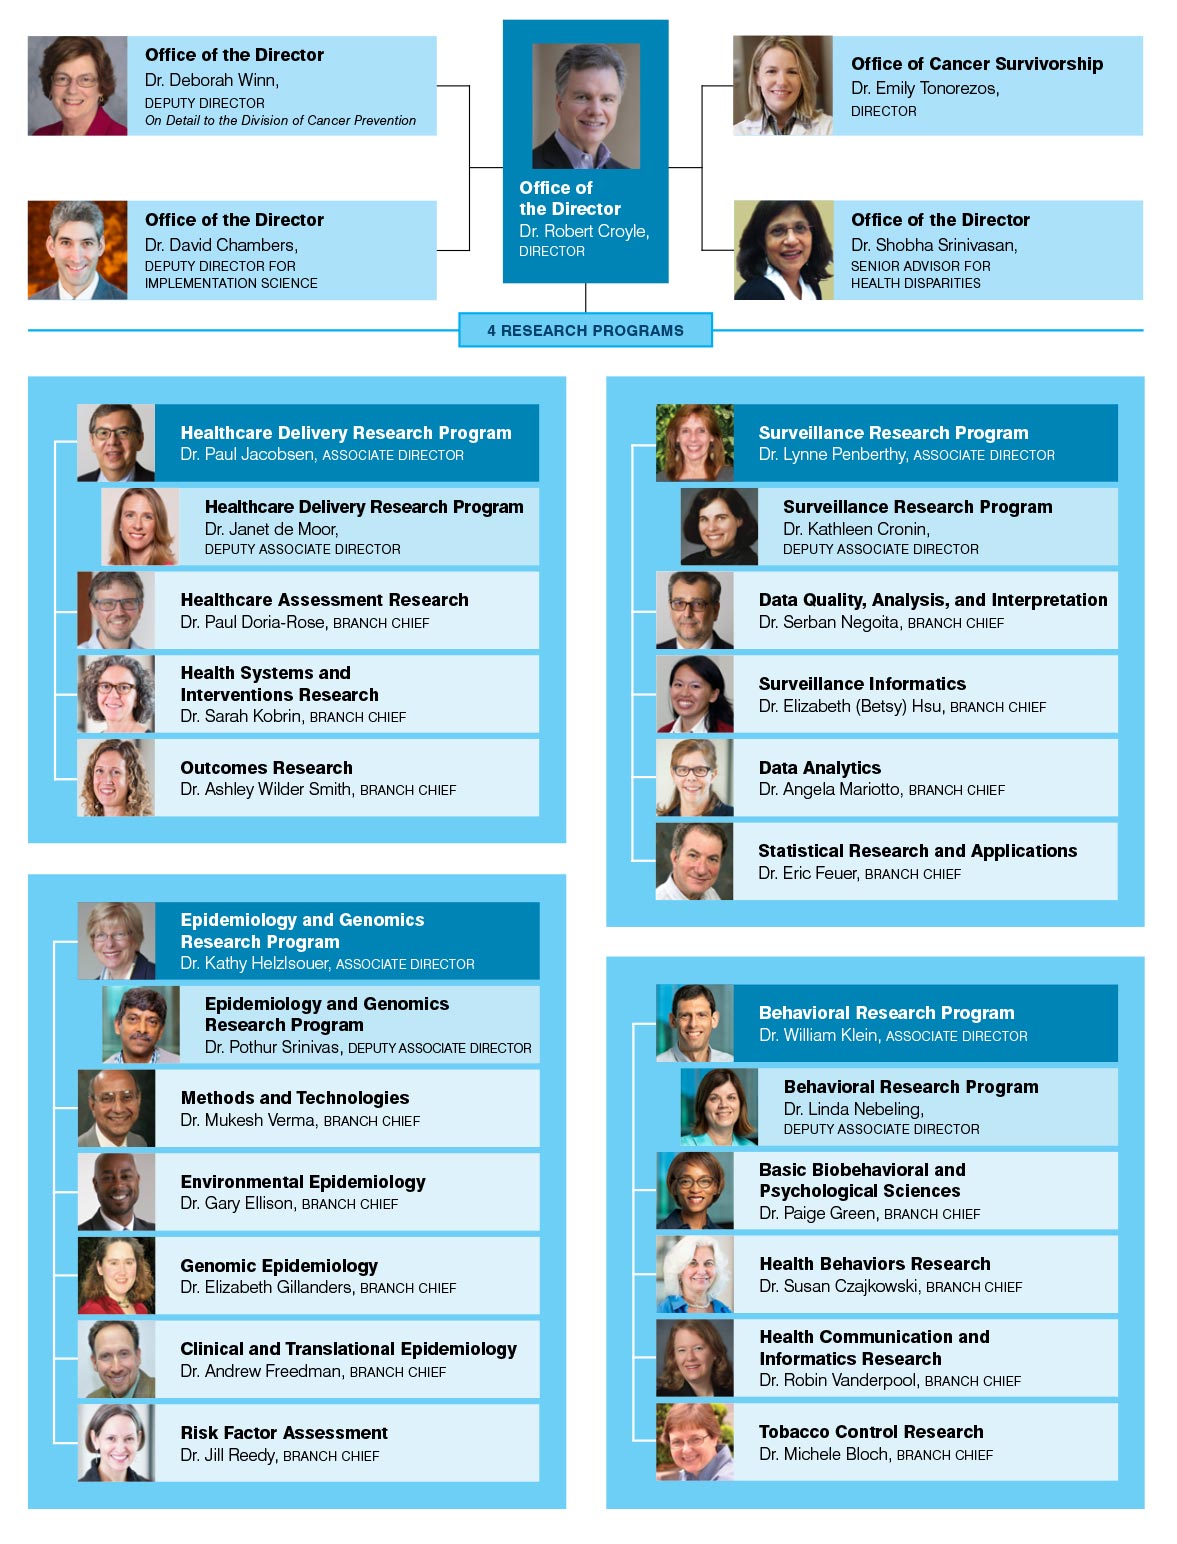 Office of the Director
Dr. Deborah Winn,
DEPUTY DIRECTOR
On Detail to the Division of Cancer Prevention
Office of the Director
Dr. David Chambers,
DEPUTY DIRECTOR FOR
IMPLEMENTATION SCIENCE
Office of
the Director
Dr. Robert Croyle,
DIRECTOR
Office of Cancer Survivorship
Dr. Emily Tonorezos,
DIRECTOR
Office of the Director
Dr. Shobha Srinivasan,
SENIOR ADVISOR FOR
HEALTH DISPARITIES
4 RESEARCH PROGRAMS
Healthcare Delivery Research Program
Dr. Paul Jacobsen, ASSOCIATE DIRECTOR
Healthcare Delivery Research Program
Dr. Janet de Moor,
DEPUTY ASSOCIATE DIRECTOR
Healthcare Assessment Research
Dr. Paul Doria-Rose, BRANCH CHIEF
Health Systems and
Interventions Research
Dr. Sarah Kobrin, BRANCH CHIEF
Outcomes Research
Dr. Ashley Wilder Smith, BRANCH CHIEF
Epidemiology and Genomics
Research Program
Dr. Kathy Helzlsouer, ASSOCIATE DIRECTOR
Epidemiology and Genomics
Research Program
Dr. Pothur Srinivas, DEPUTY ASSOCIATE DIRECTOR
Methods and Technologies
Dr. Mukesh Verma, BRANCH CHIEF
Environmental Epidemiology
Dr. Gary Ellison, BRANCH CHIEF
Genomic Epidemiology
Dr. Elizabeth Gillanders, BRANCH CHIEF
Clinical and Translational Epidemiology
Dr. Andrew Freedman, BRANCH CHIEF
Risk Factor Assessment
Dr. Jill Reedy, BRANCH CHIEF
Surveillance Research Program
Dr. Lynne Penberthy, ASSOCIATE DIRECTOR
Surveillance Research Program
Dr. Kathleen Cronin,
DEPUTY ASSOCIATE DIRECTOR
Data Quality, Analysis, and Interpretation
Dr. Serban Negoita, BRANCH CHIEF
Surveillance Informatics
Dr. Elizabeth (Betsy) Hsu, BRANCH CHIEF
Data Analytics
Dr. Angela Mariotto, BRANCH CHIEF
Statistical Research and Applications
Dr. Eric Feuer, BRANCH CHIEF
Behavioral Research Program
Dr. William Klein, ASSOCIATE DIRECTOR
Behavioral Research Program
Dr. Linda Nebeling,
DEPUTY ASSOCIATE DIRECTOR
Basic Biobehavioral and
Psychological Sciences
Dr. Paige Green, BRANCH CHIEF
Health Behaviors Research
Dr. Susan Czajkowski, BRANCH CHIEF
Health Communication and
Informatics Research
Dr. Robin Vanderpool, BRANCH CHIEF
Tobacco Control Research
Dr. Michele Bloch, BRANCH CHIEF